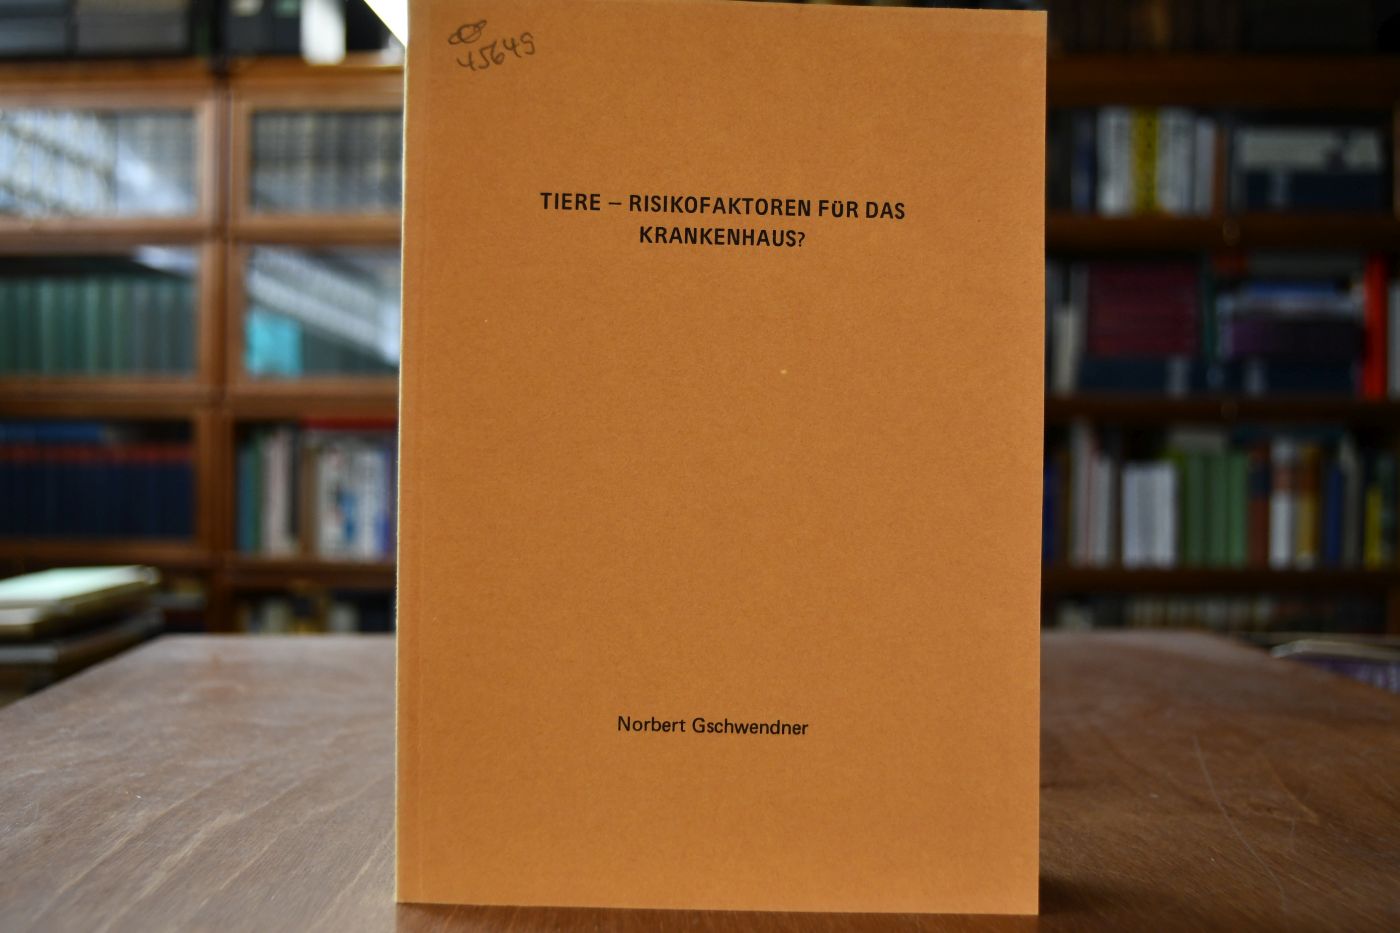 45649
TIERE – RISIKOFAKTOREN FÜR DAS
KRANKENHAUS?
Norbert Gschwendner